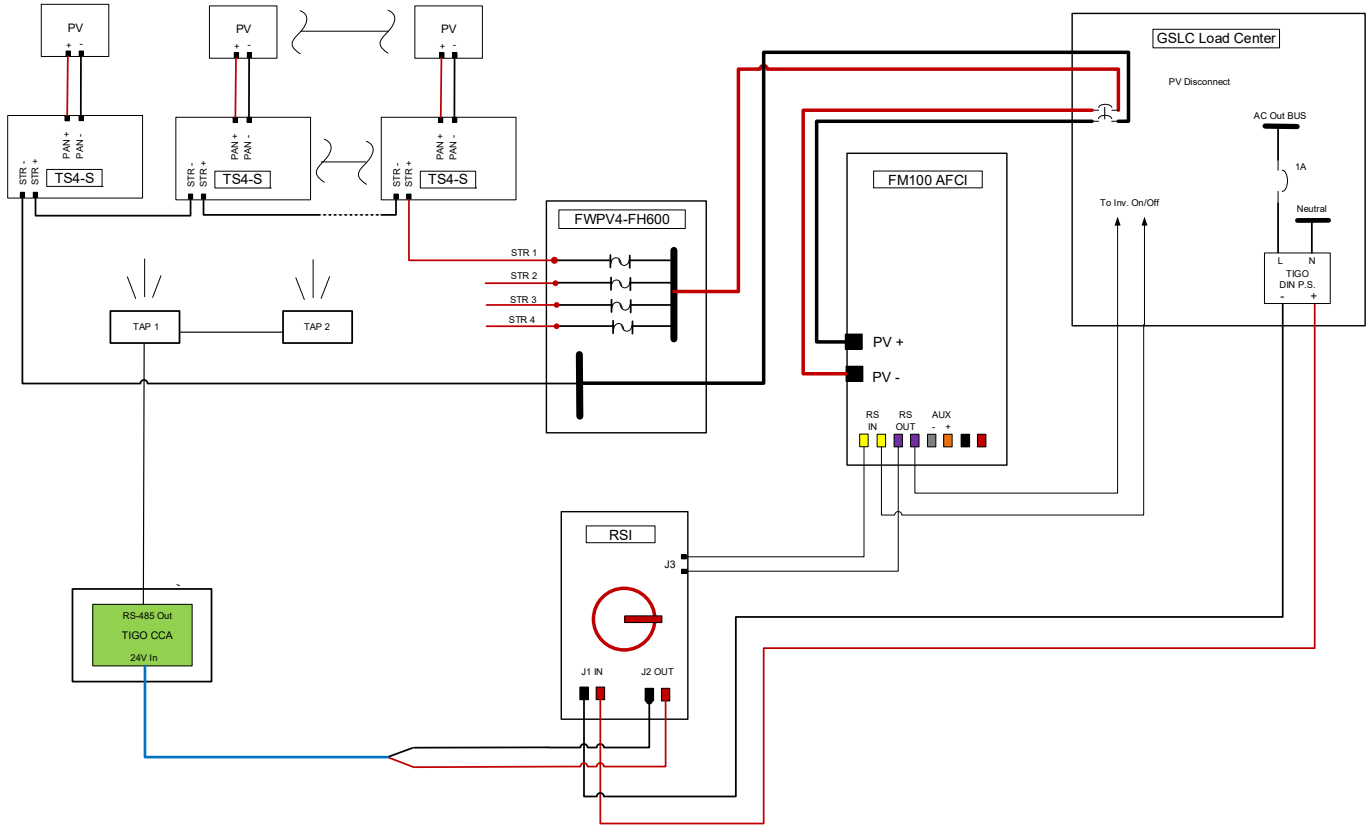 PV
+ -
PV
+ -
PV
+ -
PAN +
PAN -
STR -
STR +
TS4-S
PAN +
PAN -
STR -
STR +
TS4-S
PAN +
PAN -
STR -
STR +
TS4-S
GSLC Load Center
PV Disconnect
AC Out BUS
1A
To Inv. On/Off
Neutral
L N
TIGO
DIN P.S.
- +
FM100 AFCI
PV +
PV -
RS
IN
RS
OUT
AUX
- +
FWPV4-FH600
STR 1
STR 2
STR 3
STR 4
TAP 1
TAP 2
RSI
J3
J1 IN
J2 OUT
RS-485 Out
TIGO CCA
24V In